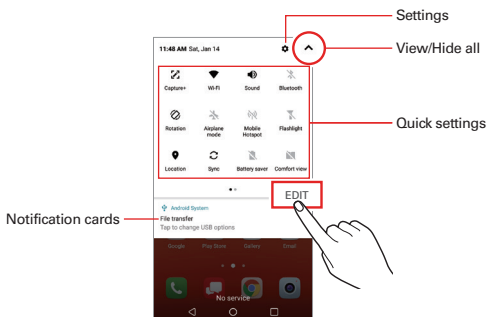 Settings
11:48 AM Sat, Jan 14
View/Hide all
Capture+ Wi-Fi Sound Bluetooth
Rotation Airplane mode Mobile Hotspot Flashlight
Quick settings
Location Sync Battery saver Comfort view
EDIT
Android System
Notification cards
File transfer
Tap to change USB options
Google Play Store Gallery Email
No service